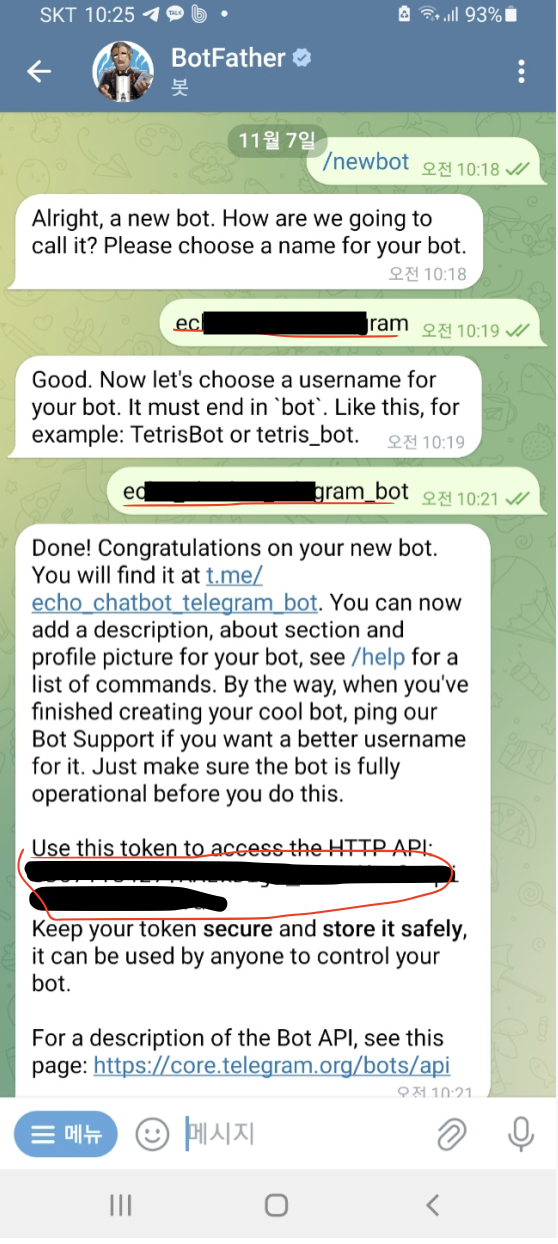 SKT 10:25 TALK 93%
BotFather
봇
11월 7일
/newbot 오전 10:18
Alright, a new bot. How are we going to
call it? Please choose a name for your bot.
오전 10:18
ec gram 오전 10:19
Good. Now let's choose a username for
your bot. It must end in `bot`. Like this, for
example: TetrisBot or tetris_bot. 오전 10:19
ec gram_bot 오전 10:21
Done! Congratulations on your new bot.
You will find it at t.me/
echo_chatbot_telegram_bot. You can now
add a description, about section and
profile picture for your bot, see /help for a
list of commands. By the way, when you've
finished creating your cool bot, ping our
Bot Support if you want a better username
for it. Just make sure the bot is fully
operational before you do this.
Use this token to access the HTTP API:
Keep your token secure and store it safely,
it can be used by anyone to control your
bot.
For a description of the Bot API, see this
page: https://core.telegram.org/bots/api
오전 10:21
메뉴 메시지